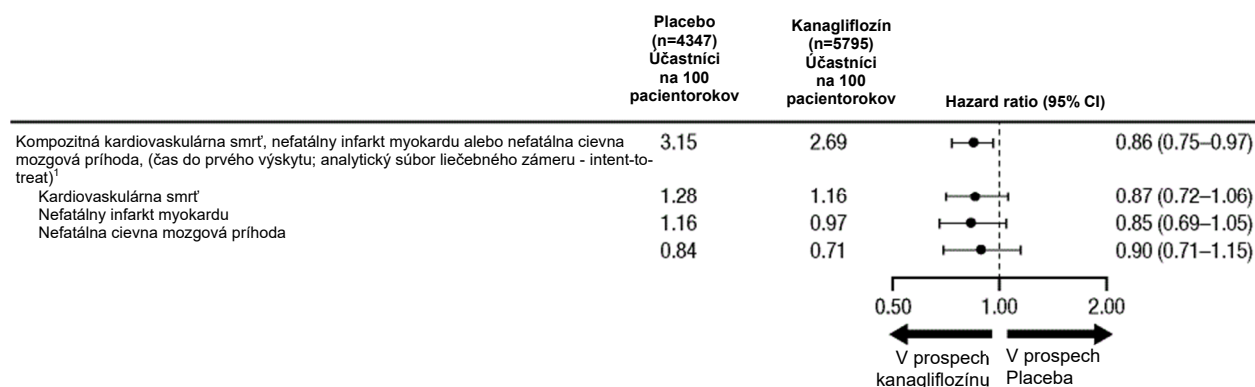 Placebo
(n=4347)
Účastníci
na 100
pacientorokov
Kanagliflozín
(n=5795)
Účastníci
na 100
pacientorokov
Hazard ratio (95% CI)
Kompozitná kardiovaskulárna smrť, nefatálny infarkt myokardu alebo nefatálna cievna
mozgová príhoda, (čas do prvého výskytu; analytický súbor liečebného zámeru - intent-to-
treat)1
3.15 2.69 0.86 (0.75–0.97)
Kardiovaskulárna smrť
1.28 1.16 0.87 (0.72–1.06)
Nefatálny infarkt myokardu
1.16 0.97 0.85 (0.69–1.05)
Nefatálna cievna mozgová príhoda
0.84 0.71 0.90 (0.71–1.15)
0.50 1.00 2.00
V prospech
kanagliflozínu
V prospech
Placeba